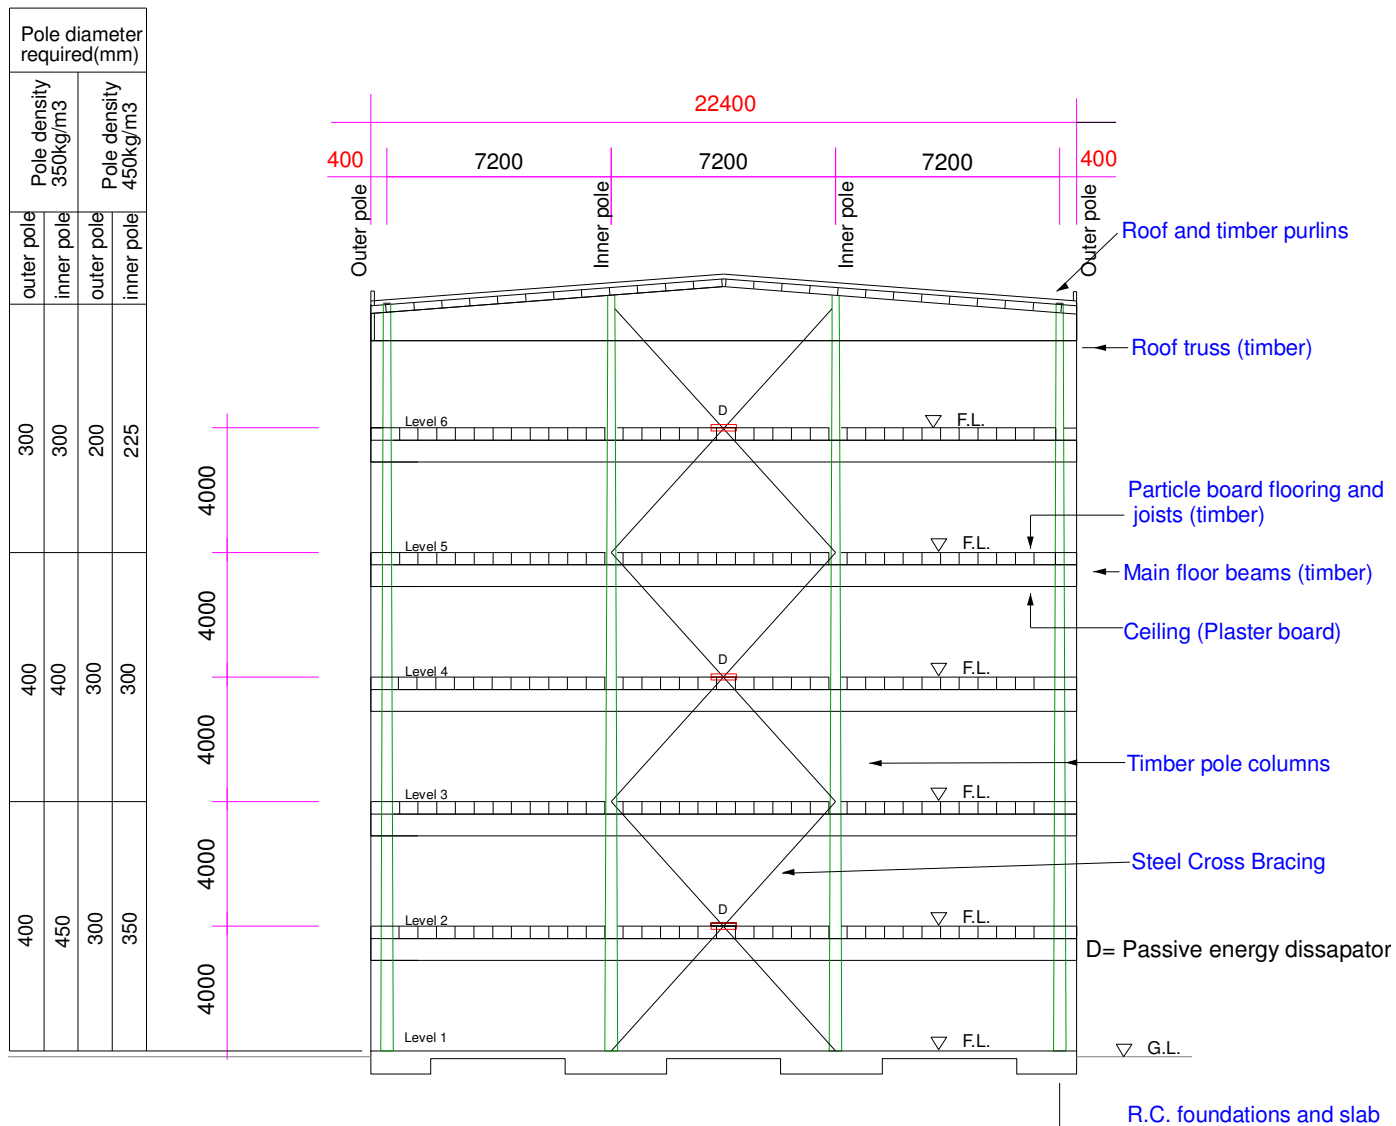 Pole diameter
required(mm)
Pole density
350kg/m3
Pole density
450kg/m3
outer pole
inner pole
outer pole
inner pole
300
300
200
225
400
400
300
300
400
450
300
350
22400
400
7200
7200
7200
400
Outer pole
Inner pole
Inner pole
Outer pole
4000
4000
4000
4000
4000
Roof and timber purlins
Roof truss (timber)
D
Level 6
F.L.
Particle board flooring and
joists (timber)
Level 5
F.L.
Main floor beams (timber)
Ceiling (Plaster board)
D
Level 4
F.L.
Timber pole columns
Level 3
F.L.
Steel Cross Bracing
D
Level 2
F.L.
D= Passive energy dissapator
Level 1
F.L.
G.L.
R.C. foundations and slab